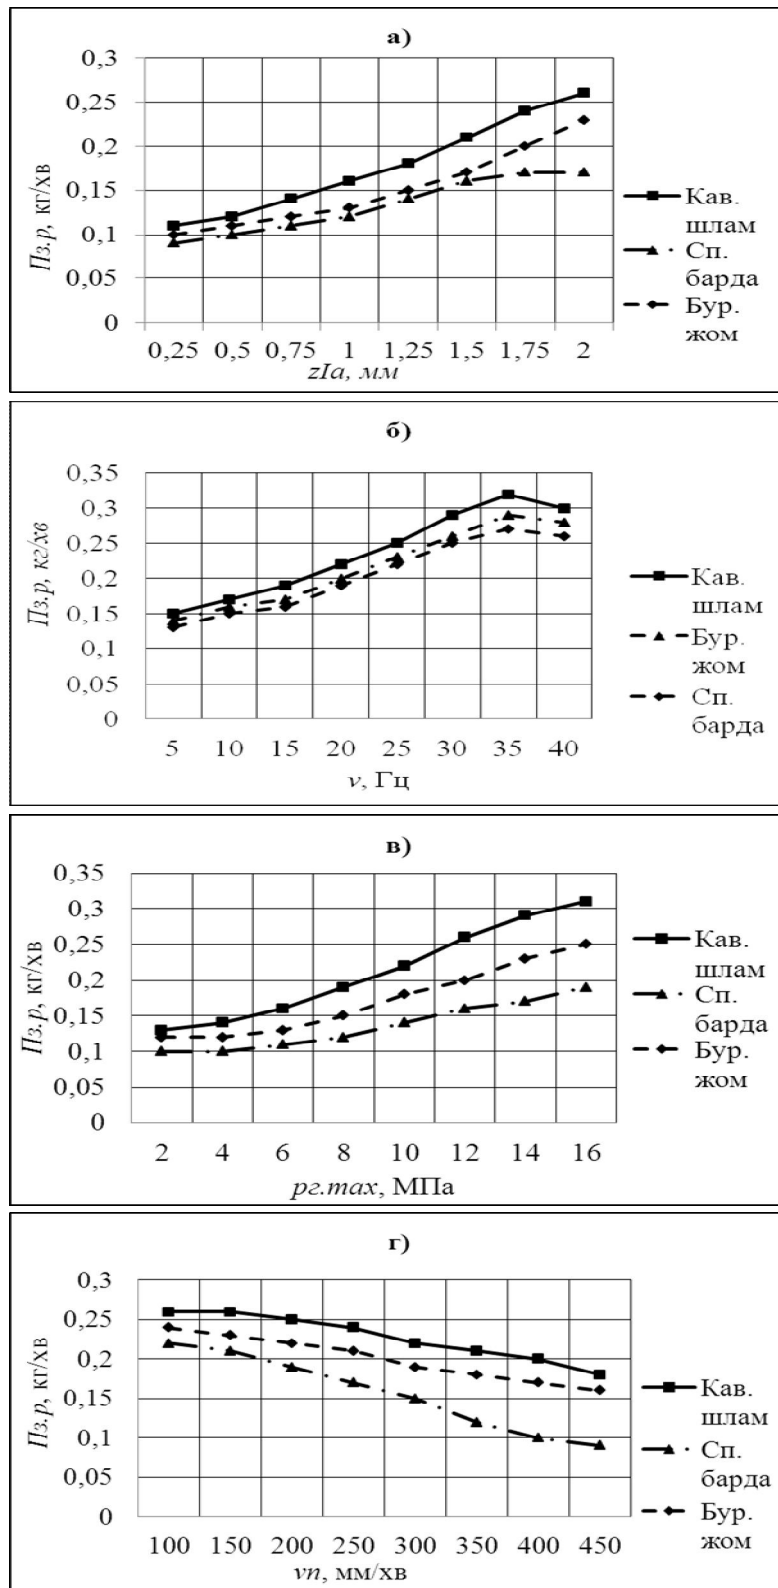 а)
0,3
0,25
0,2
0,15
0,1
0,05
0
Пз.р, кг/хв
0,25 0,5 0,75 1 1,25 1,5 1,75 2
zIa, мм
Кав.
шлам
Сп.
барда
Бур.
жом
б)
0,35
0,3
0,25
0,2
0,15
0,1
0,05
0
Пз.р, кг/хв
5 10 15 20 25 30 35 40
ν, Гц
Кав.
шлам
Бур.
жом
Сп.
барда
в)
0,35
0,3
0,25
0,2
0,15
0,1
0,05
0
Пз.р, кг/хв
2 4 6 8 10 12 14 16
рг.max, МПа
Кав.
шлам
Сп.
барда
Бур.
жом
г)
0,3
0,25
0,2
0,15
0,1
0,05
0
Пз.р, кг/хв
100 150 200 250 300 350 400 450
vп, мм/хв
Кав.
шлам
Сп.
барда
Бур.
жом